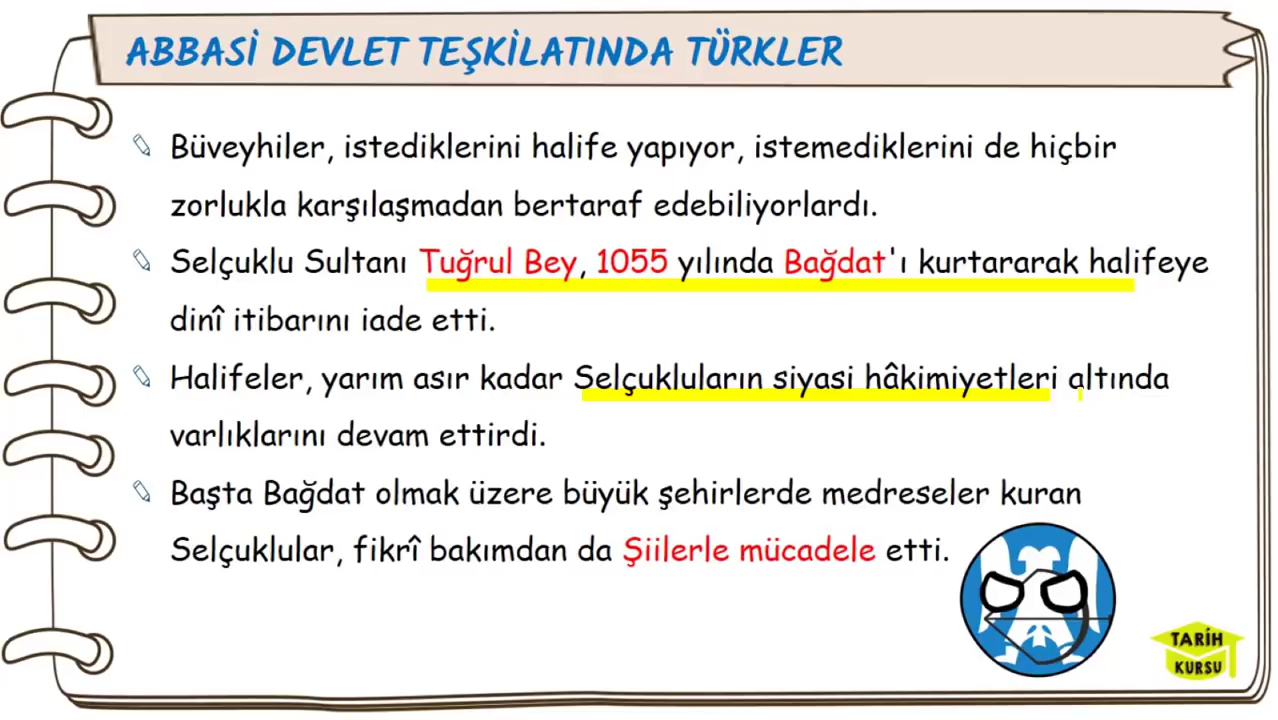 ABBASİ DEVLET TEŞKİLATINDA TÜRKLER
Büveyhiler, istediklerini halife yapıyor, istemediklerini de hiçbir
zorlukla karşılaşmadan bertaraf edebiliyorlardı.
Selçuklu Sultanı Tuğrul Bey, 1055 yılında Bağdat'ı kurtararak halifeye
dinî itibarını iade etti.
Halifeler, yarım asır kadar Selçukluların siyasi hâkimiyetleri altında
varlıklarını devam ettirdi.
Başta Bağdat olmak üzere büyük şehirlerde medreseler kuran
Selçuklular, fikrî bakımdan da Şiilerle mücadele etti.
TARİH
KURSU